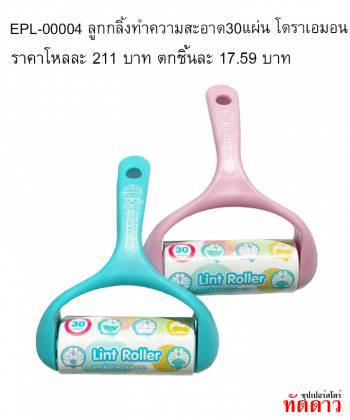 EPL-00004 ลูกกลิ้งทำความสะอาด30แผ่น โดราเอมอน
ราคาโหลละ 211 บาท ตกชิ้นละ 17.59 บาท
30
Lint Roller
30
Lint Roller
ซุปเปอร์สโตร์
ทัดดาว